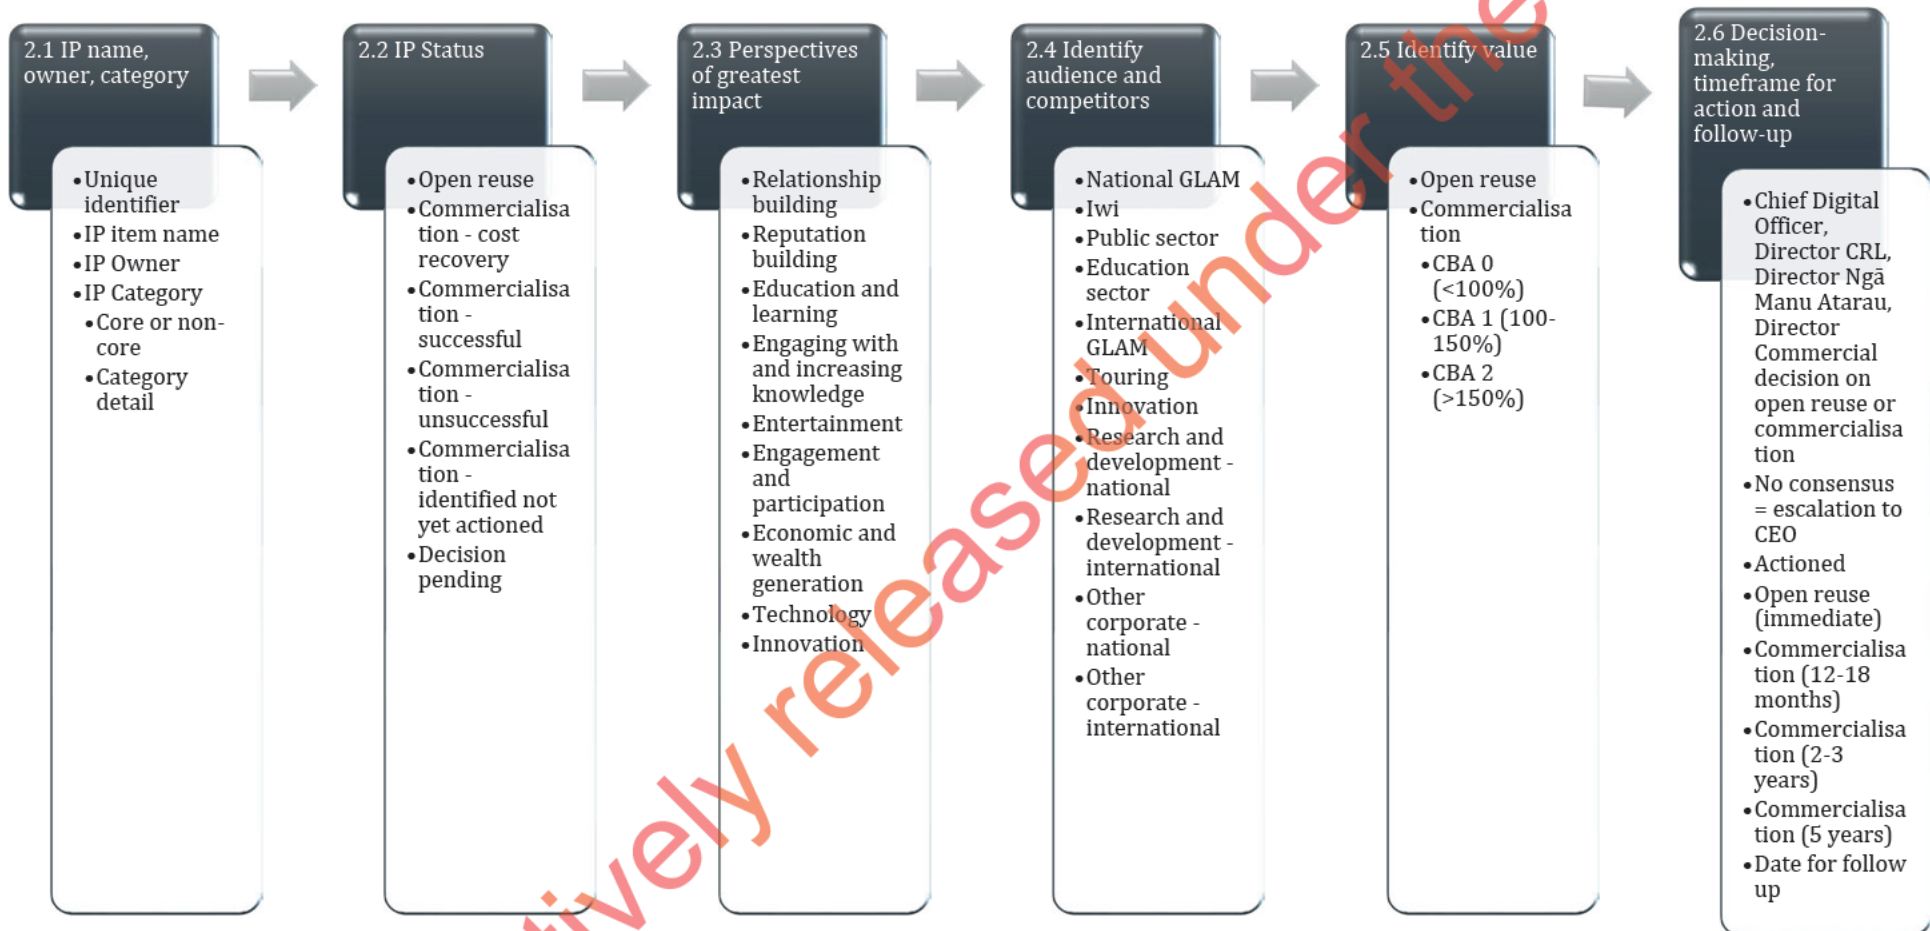 2.1 IP name,
owner, category
•Unique
identifier
•IP item name
•IP Owner
•IP Category
•Core or non-
core
•Category
detail
2.2 IP Status
•Open reuse
•Commercialisa
tion - cost
recovery
•Commercialisa
tion -
successful
•Commercialisa
tion -
unsuccessful
•Commercialisa
tion -
identified not
yet actioned
•Decision
pending
2.3 Perspectives
of greatest
impact
•Relationship
building
•Reputation
building
•Education and
learning
•Engaging with
and increasing
knowledge
•Entertainment
•Engagement
and
participation
•Economic and
wealth
generation
•Technology
•Innovation
2.4 Identify
audience and
competitors
•National GLAM
•Iwi
•Public sector
•Education
sector
•International
GLAM
•Touring
•Innovation
•Research and
development -
national
•Research and
development -
international
•Other
corporate -
national
•Other
corporate -
international
2.5 Identify value
•Open reuse
•Commercialisa
tion
•CBA 0
(<100%)
•CBA 1 (100-
150%)
•CBA 2
(>150%)
2.6 Decision-
making,
timeframe for
action and
follow-up
•Chief Digital
Officer,
Director CRL,
Director Ngā
Manu Atarau,
Director
Commercial
decision on
open reuse or
commercialisa
tion
•No consensus
= escalation to
CEO
•Actioned
•Open reuse
(immediate)
•Commercialisa
tion (12-18
months)
•Commercialisa
tion (2-3
years)
•Commercialisa
tion (5 years)
•Date for follow
up
tively released under the